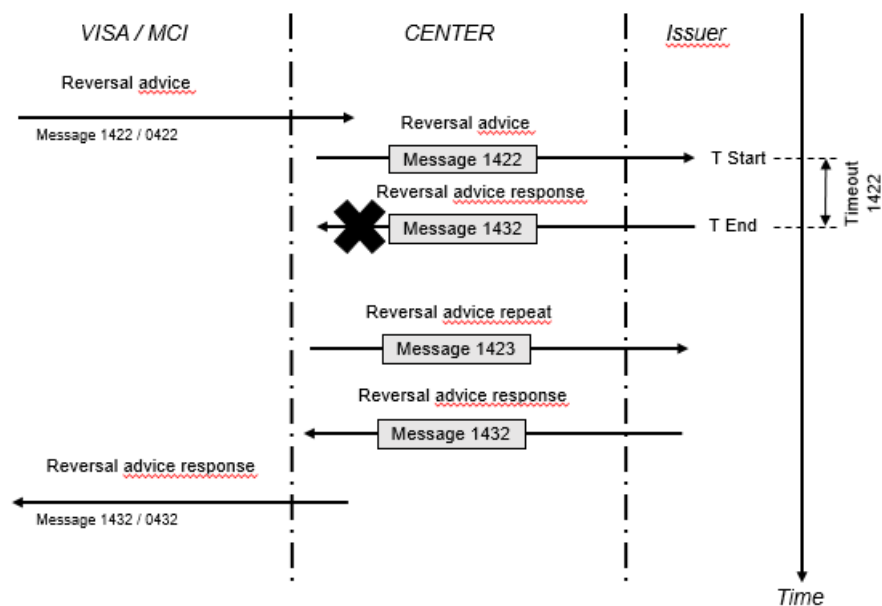 VISA / MCI
CENTER
Issuer
Reversal advice
Message 1422 / 0422
Reversal advice
Message 1422
T Start
Reversal advice response
Message 1432
T End
Timeout
1422
Reversal advice repeat
Message 1423
Reversal advice response
Message 1432
Reversal advice response
Message 1432 / 0432
Time